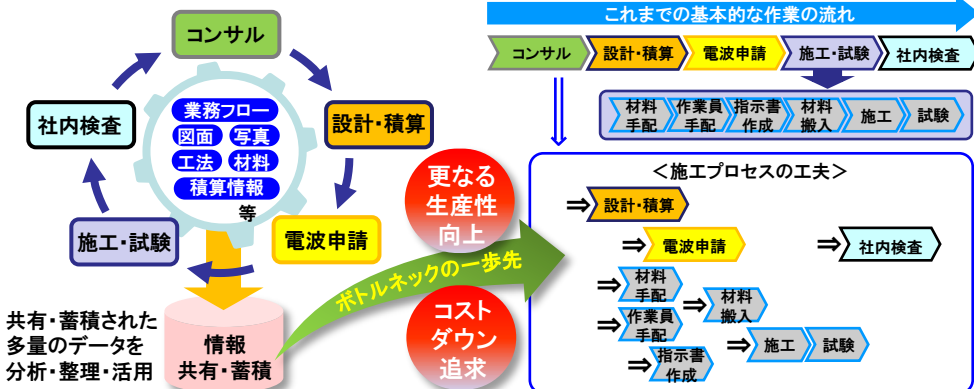 コンサル
設計・積算
電波申請
施工・試験
社内検査
業務フロー
図面
写真
工法
材料
積算情報
等
共有・蓄積された
多量のデータを
分析・整理・活用
情報
共有・蓄積
更なる
生産性
向上
ボトルネックの一歩先
コスト
ダウン
追求
これまでの基本的な作業の流れ
コンサル
設計・積算
電波申請
施工・試験
社内検査
材料
手配
作業員
手配
指示書
作成
材料
搬入
施工
試験
＜施工プロセスの工夫＞
⇒
設計・積算
⇒
電波申請
⇒
社内検査
⇒
材料
手配
⇒
材料
搬入
⇒
作業員
手配
⇒
施工
試験
⇒
指示書
作成